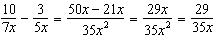 10/7x − 3/5x = 50x − 21x/35x² = 29x/35x² = 29/35x